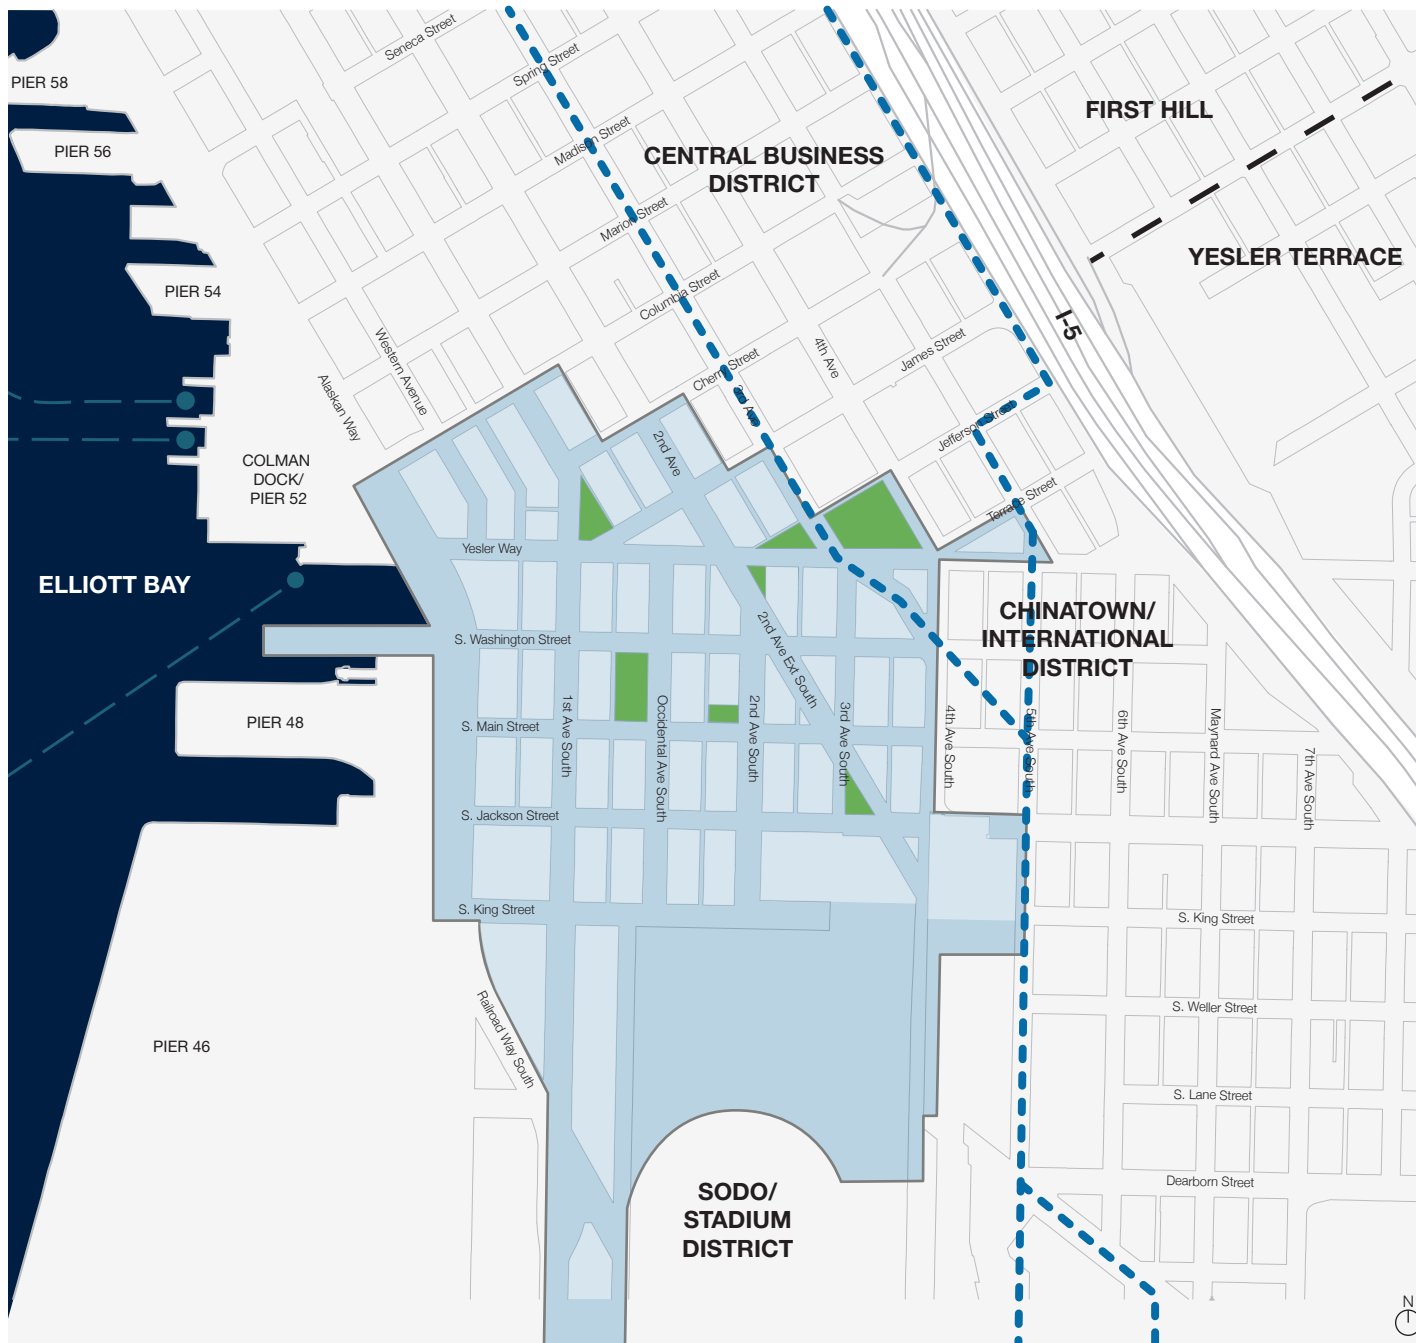 Seneca Street
Spring Street
PIER 58
FIRST HILL
Madison Street
PIER 56
CENTRAL BUSINESS
DISTRICT
Marion Street
YESLER TERRACE
PIER 54
Columbia Street
I-5
Western Avenue
4th Ave
James Street
Cherry Street
Alaskan Way
3rd Ave
Jefferson Street
2nd Ave
COLMAN
DOCK/
PIER 52
Terrace Street
Yesler Way
ELLIOTT BAY
CHINATOWN/
INTERNATIONAL
DISTRICT
S. Washington Street
2nd Ave Ext South
PIER 48
S. Main Street
1st Ave South
Occidental Ave South
2nd Ave South
3rd Ave South
4th Ave South
5th Ave South
6th Ave South
Maynard Ave South
7th Ave South
S. Jackson Street
S. King Street
S. King Street
S. Weller Street
Railroad Way South
PIER 46
S. Lane Street
Dearborn Street
SODO/
STADIUM
DISTRICT
N